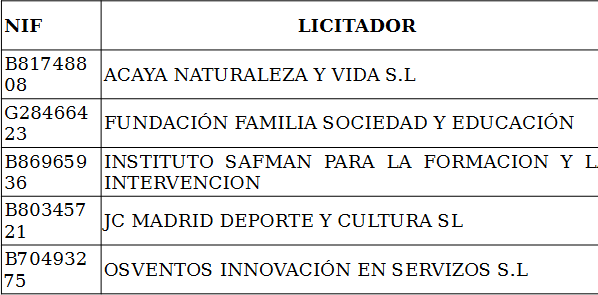 NIF LICITADOR
B817488
08
ACAYA NATURALEZA Y VIDA S.L
G284664
23
FUNDACIÓN FAMILIA SOCIEDAD Y EDUCACIÓN
B869659
36
INSTITUTO SAFMAN PARA LA FORMACION Y
INTERVENCION
B803457
21
JC MADRID DEPORTE Y CULTURA SL
B704932
75
OSVENTOS INNOVACIÓN EN SERVIZOS S.L